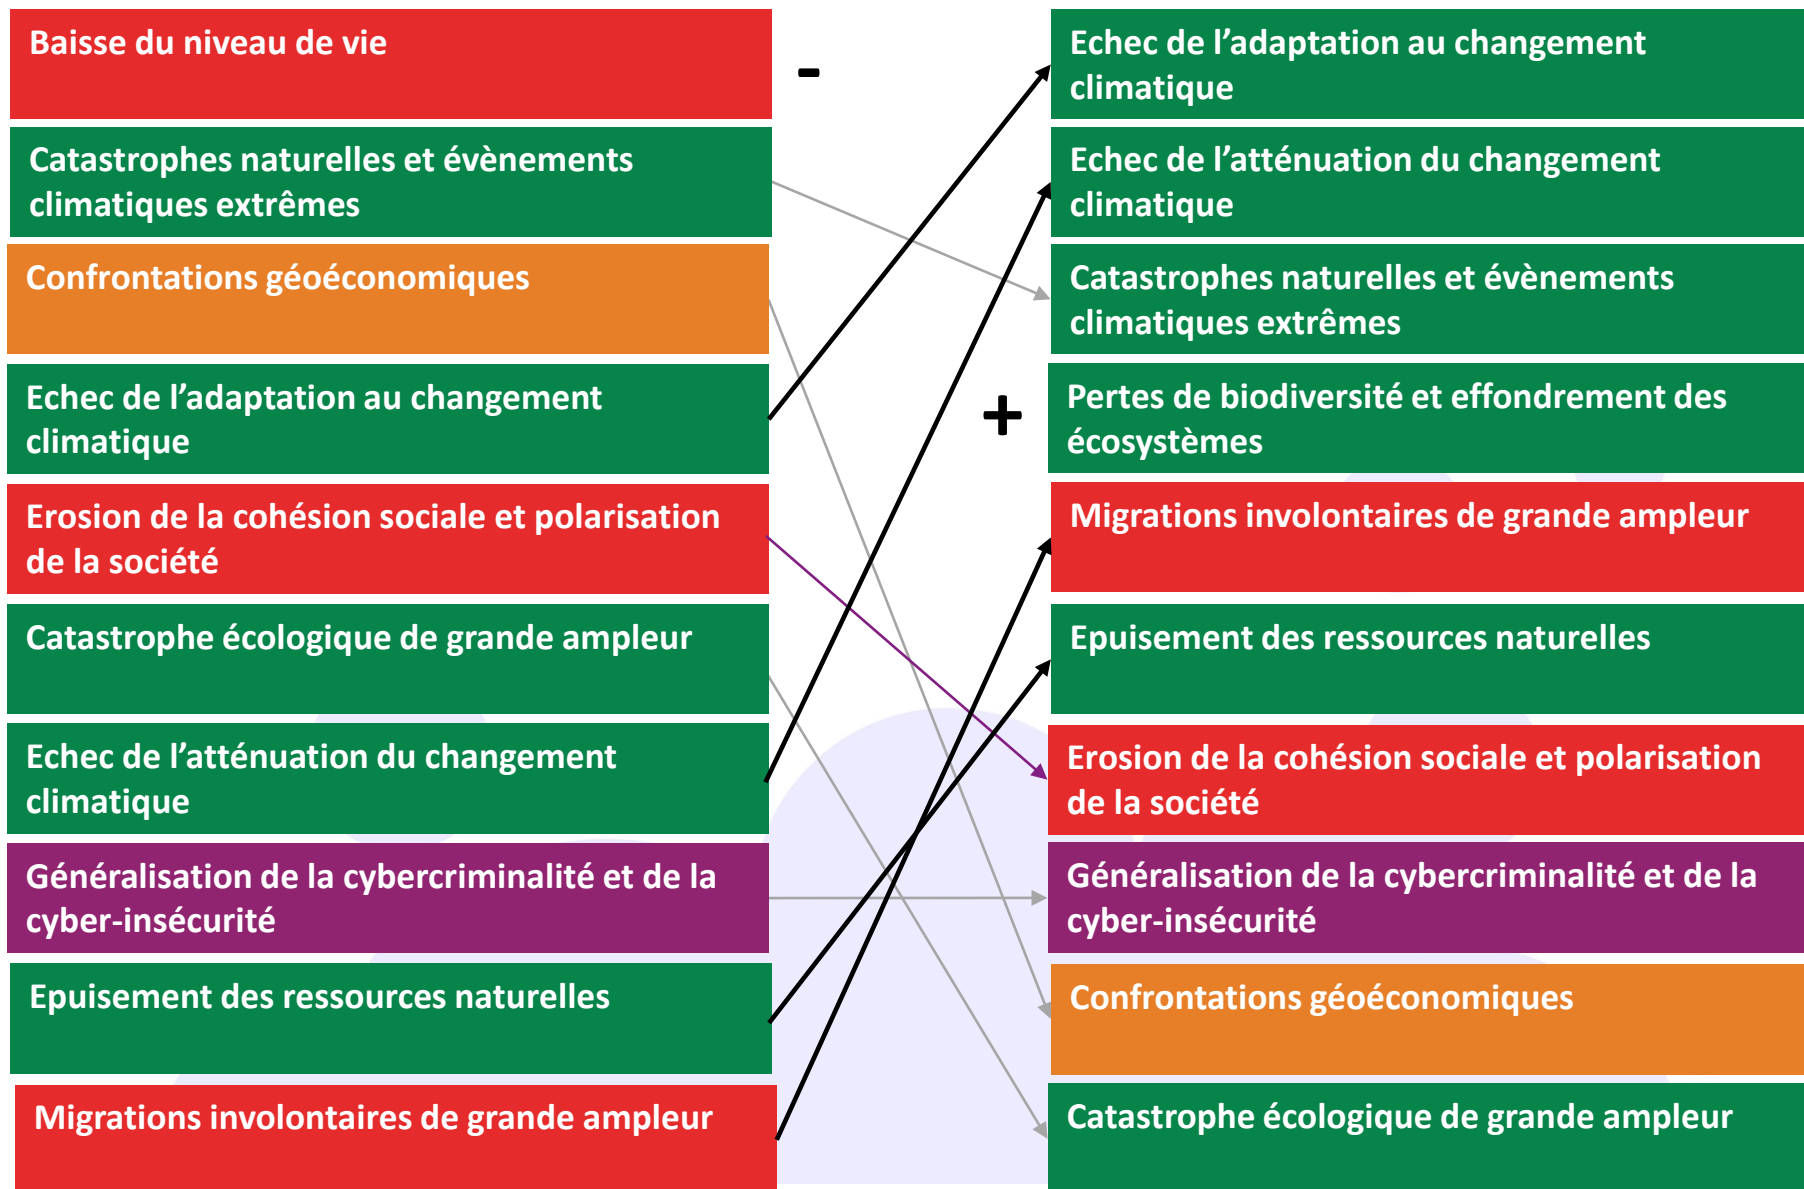 Baisse du niveau de vie
-
Catastrophes naturelles et évènements
climatiques extrêmes
Confrontations géoéconomiques
Echec de l’adaptation au changement
climatique
Erosion de la cohésion sociale et polarisation
de la société
Catastrophe écologique de grande ampleur
Echec de l’atténuation du changement
climatique
Généralisation de la cybercriminalité et de la
cyber-insécurité
Epuisement des ressources naturelles
Migrations involontaires de grande ampleur
Echec de l’adaptation au changement
climatique
Echec de l’atténuation du changement
climatique
Catastrophes naturelles et évènements
climatiques extrêmes
+
Pertes de biodiversité et effondrement des
écosystèmes
Migrations involontaires de grande ampleur
Epuisement des ressources naturelles
Erosion de la cohésion sociale et polarisation
de la société
Généralisation de la cybercriminalité et de la
cyber-insécurité
Confrontations géoéconomiques
Catastrophe écologique de grande ampleur